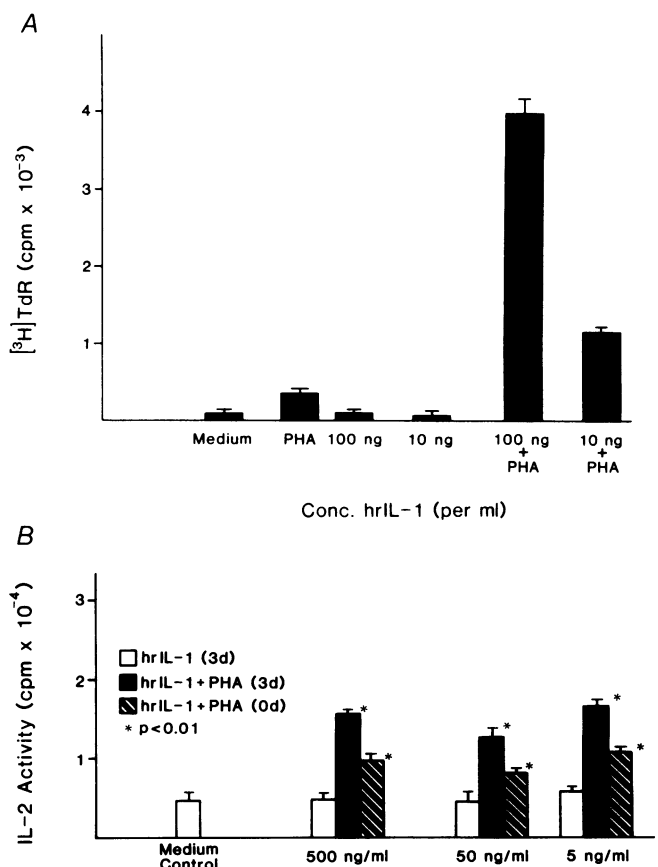 A
[³H]TdR (cpm x 10⁻³)
4
3
2
1
Medium PHA 100 ng 10 ng 100 ng + PHA 10 ng + PHA
Conc. hrIL-1 (per ml)
B
IL-2 Activity (cpm x 10⁻⁴)
3
2
1
hrIL-1 (3d)
hrIL-1+PHA (3d)
hrIL-1+PHA (0d)
* p<0.01
* * * * * *
Medium Control 500 ng/ml 50 ng/ml 5 ng/ml